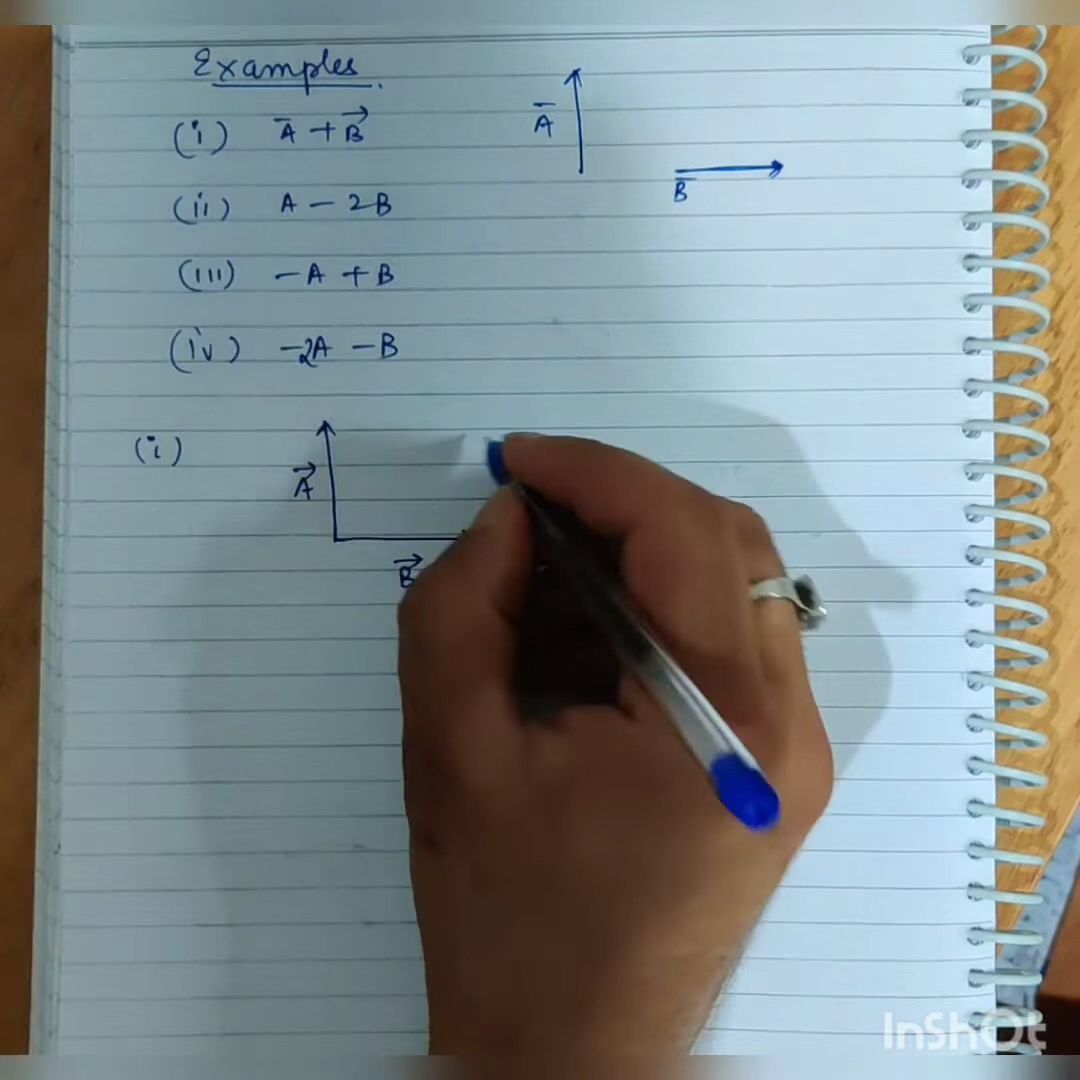 Examples
(i) A̅ + B⃗
A̅
B̅
(ii) A - 2B
(iii) -A + B
(iv) -2A - B
(i)
A⃗
B⃗
InShOt